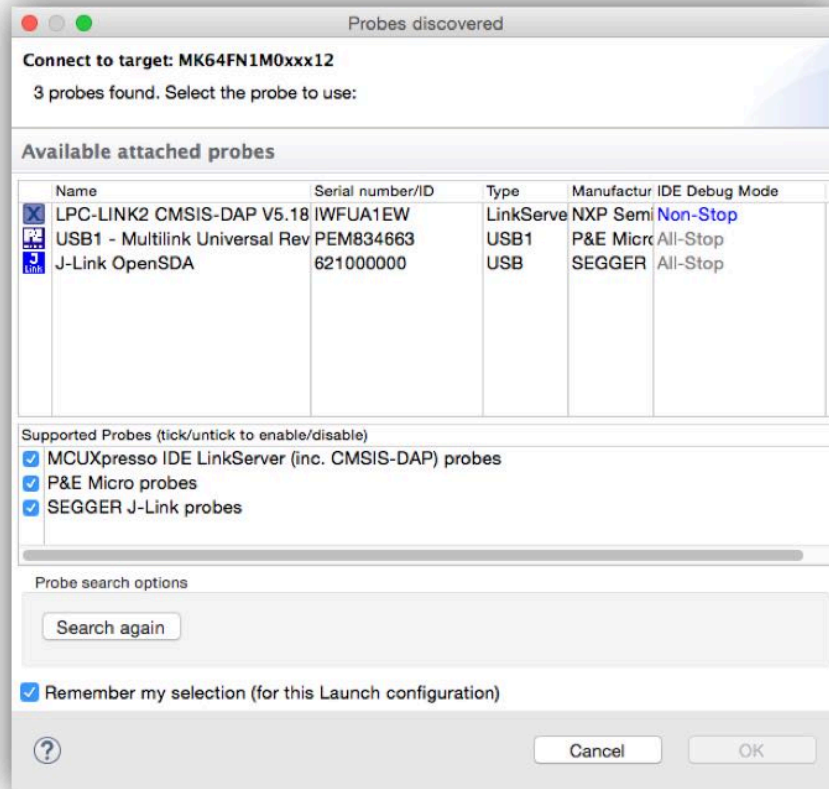 Probes discovered
Connect to target: MK64FN1M0xxx12
3 probes found. Select the probe to use:
Available attached probes
Name Serial number/ID Type Manufactur IDE Debug Mode
X LPC-LINK2 CMSIS-DAP V5.18 IWFUA1EW LinkServe NXP Semi Non-Stop
USB1 - Multilink Universal Rev PEM834663 USB1 P&E Micro All-Stop
J Link J-Link OpenSDA 621000000 USB SEGGER All-Stop
Supported Probes (tick/untick to enable/disable)
MCUXpresso IDE LinkServer (inc. CMSIS-DAP) probes
P&E Micro probes
SEGGER J-Link probes
Probe search options
Search again
Remember my selection (for this Launch configuration)
? Cancel OK